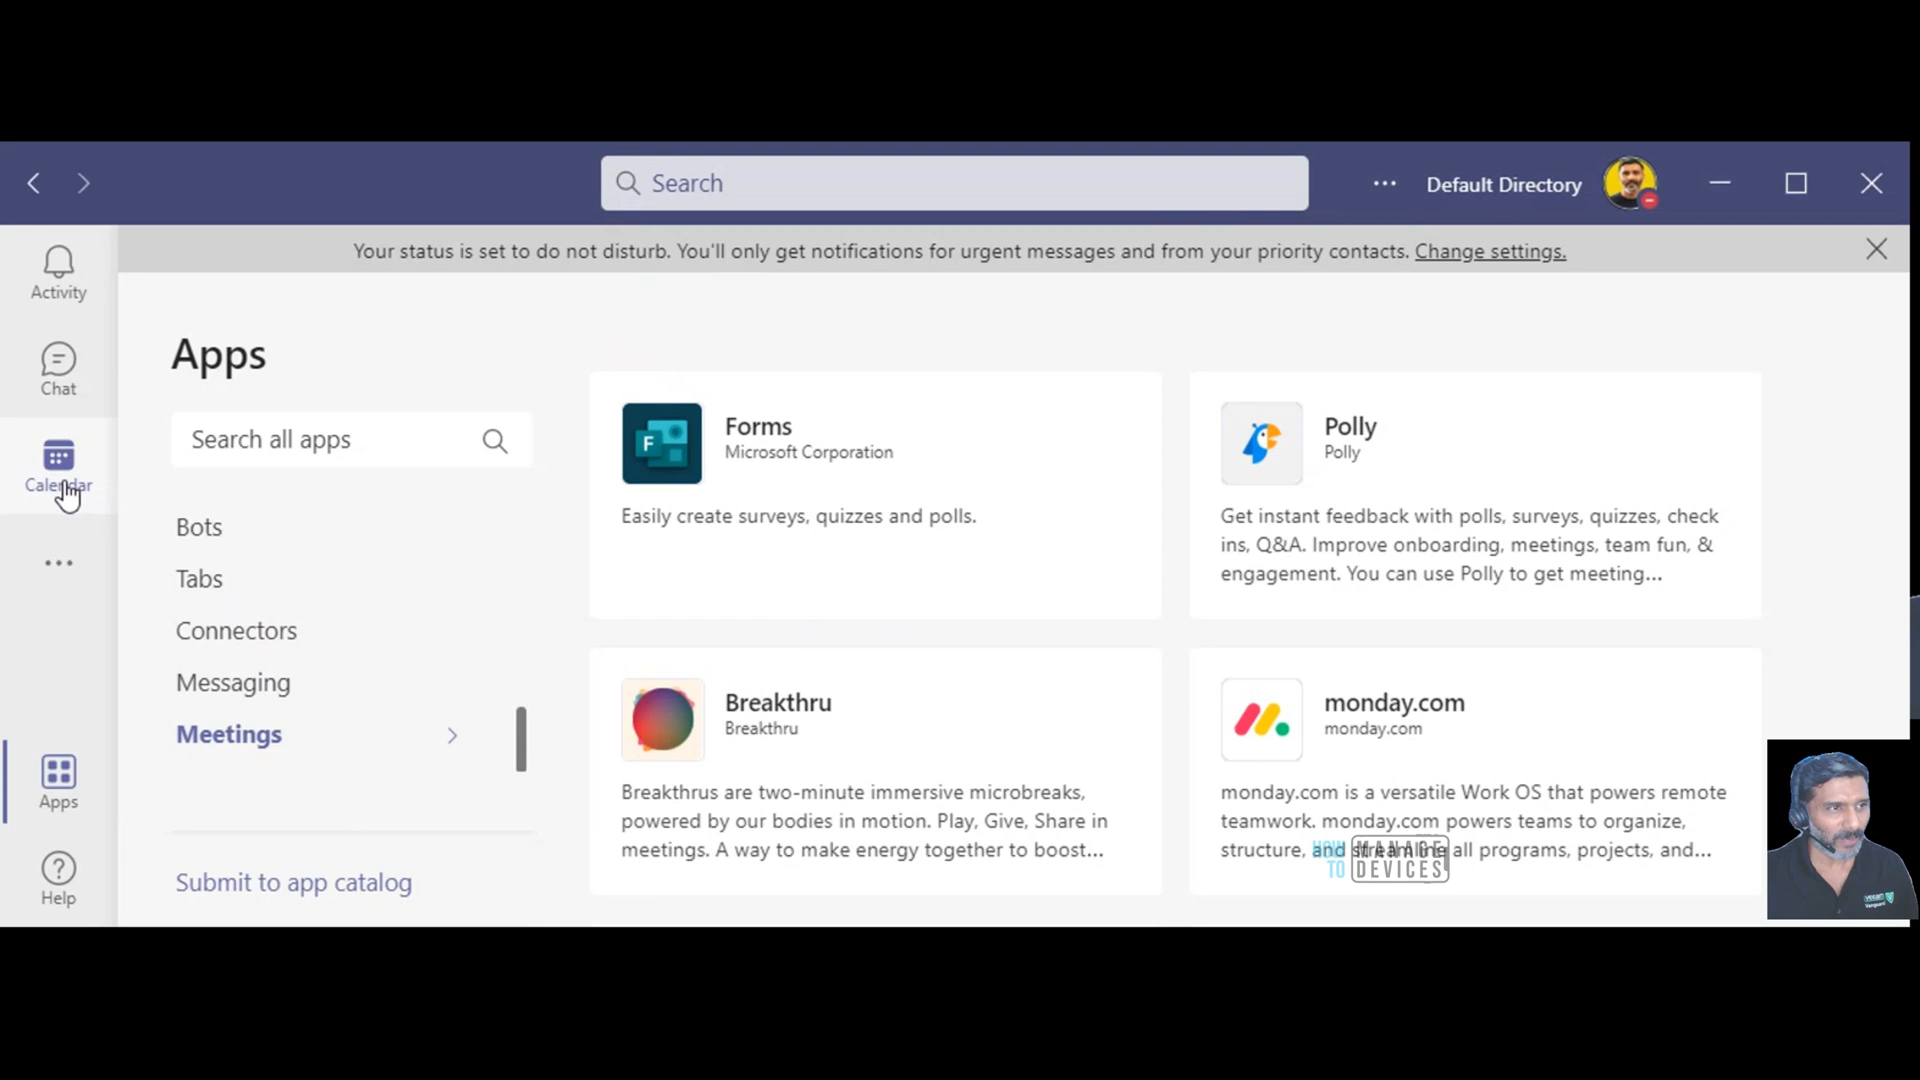 Search
Default Directory
Your status is set to do not disturb. You'll only get notifications for urgent messages and from your priority contacts. Change settings.
Activity
Chat
Calendar
Apps
Help
Apps
Search all apps
Bots
Tabs
Connectors
Messaging
Meetings
Submit to app catalog
Forms
Microsoft Corporation
Easily create surveys, quizzes and polls.
Polly
Polly
Get instant feedback with polls, surveys, quizzes, check
ins, Q&A. Improve onboarding, meetings, team fun, &
engagement. You can use Polly to get meeting...
Breakthru
Breakthru
Breakthrus are two-minute immersive microbreaks,
powered by our bodies in motion. Play, Give, Share in
meetings. A way to make energy together to boost...
monday.com
monday.com
monday.com is a versatile Work OS that powers remote
teamwork. monday.com powers teams to organize,
structure, and streamline all programs, projects, and...
HOW TO MANAGE DEVICES
veeam
Vanguard